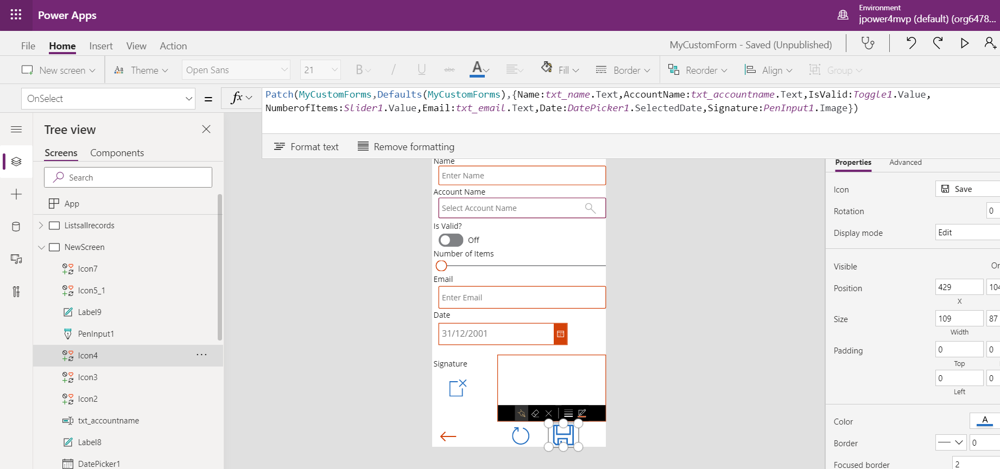 Power Apps
Environment
jpower4mvp (default) (org6478...
File Home Insert View Action
MyCustomForm - Saved (Unpublished)
New screen Theme Open Sans 21 B / U abc A Fill Border Reorder Align Group
OnSelect = fx
Patch(MyCustomForms,Defaults(MyCustomForms),{Name:txt_name.Text,AccountName:txt_accountname.Text,IsValid:Toggle1.Value,
NumberofItems:Slider1.Value,Email:txt_email.Text,Date:DatePicker1.SelectedDate,Signature:PenInput1.Image})
Format text Remove formatting
Tree view
Screens Components
Search
App
Listsallrecords
NewScreen
Icon7
Icon5_1
Label9
PenInput1
Icon4 ...
Icon3
Icon2
txt_accountname
Label8
DatePicker1
Name
Enter Name
Account Name
Select Account Name
Is Valid?
Off
Number of Items
Email
Enter Email
Date
31/12/2001
Signature
Properties Advanced
Icon Save
Rotation 0
Display mode Edit
Visible
Position 429 104
X
Size 109 87
Width
Padding 0 0
Top
0 0
Left
Color A
Border 0
Focused border 2